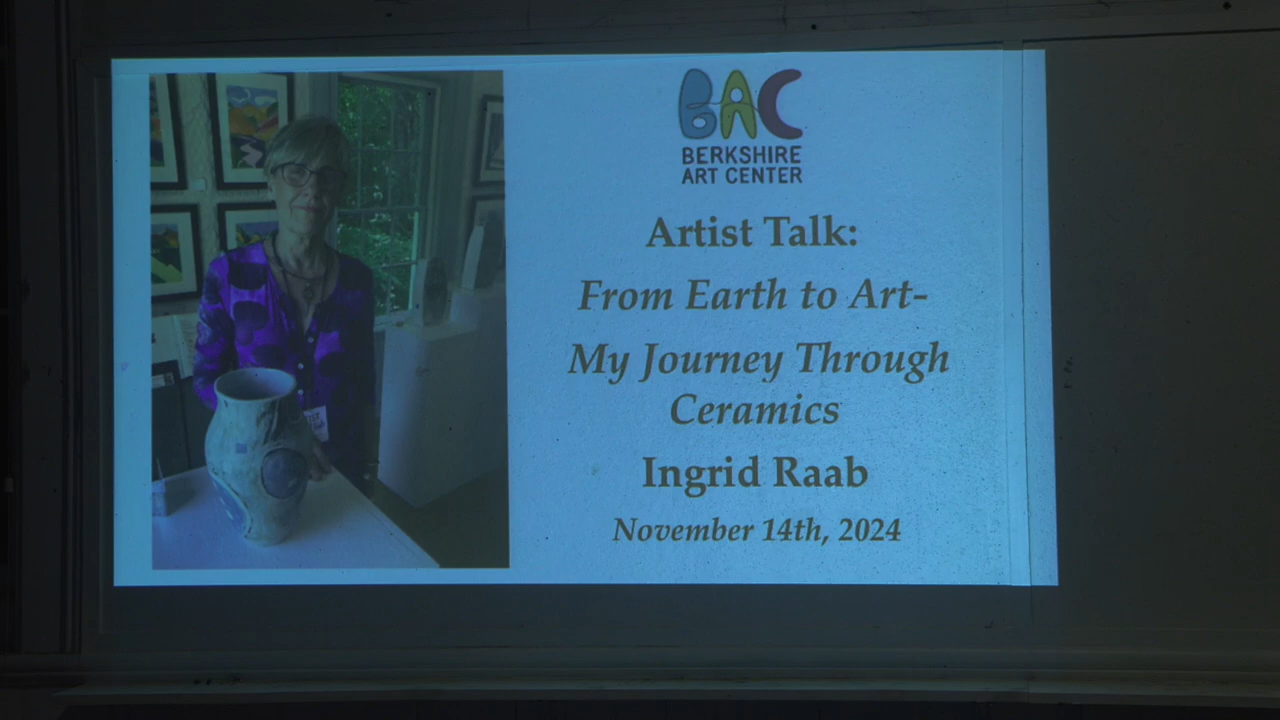 BAC
BERKSHIRE
ART CENTER
Artist Talk:
From Earth to Art-
My Journey Through
Ceramics
Ingrid Raab
November 14th, 2024